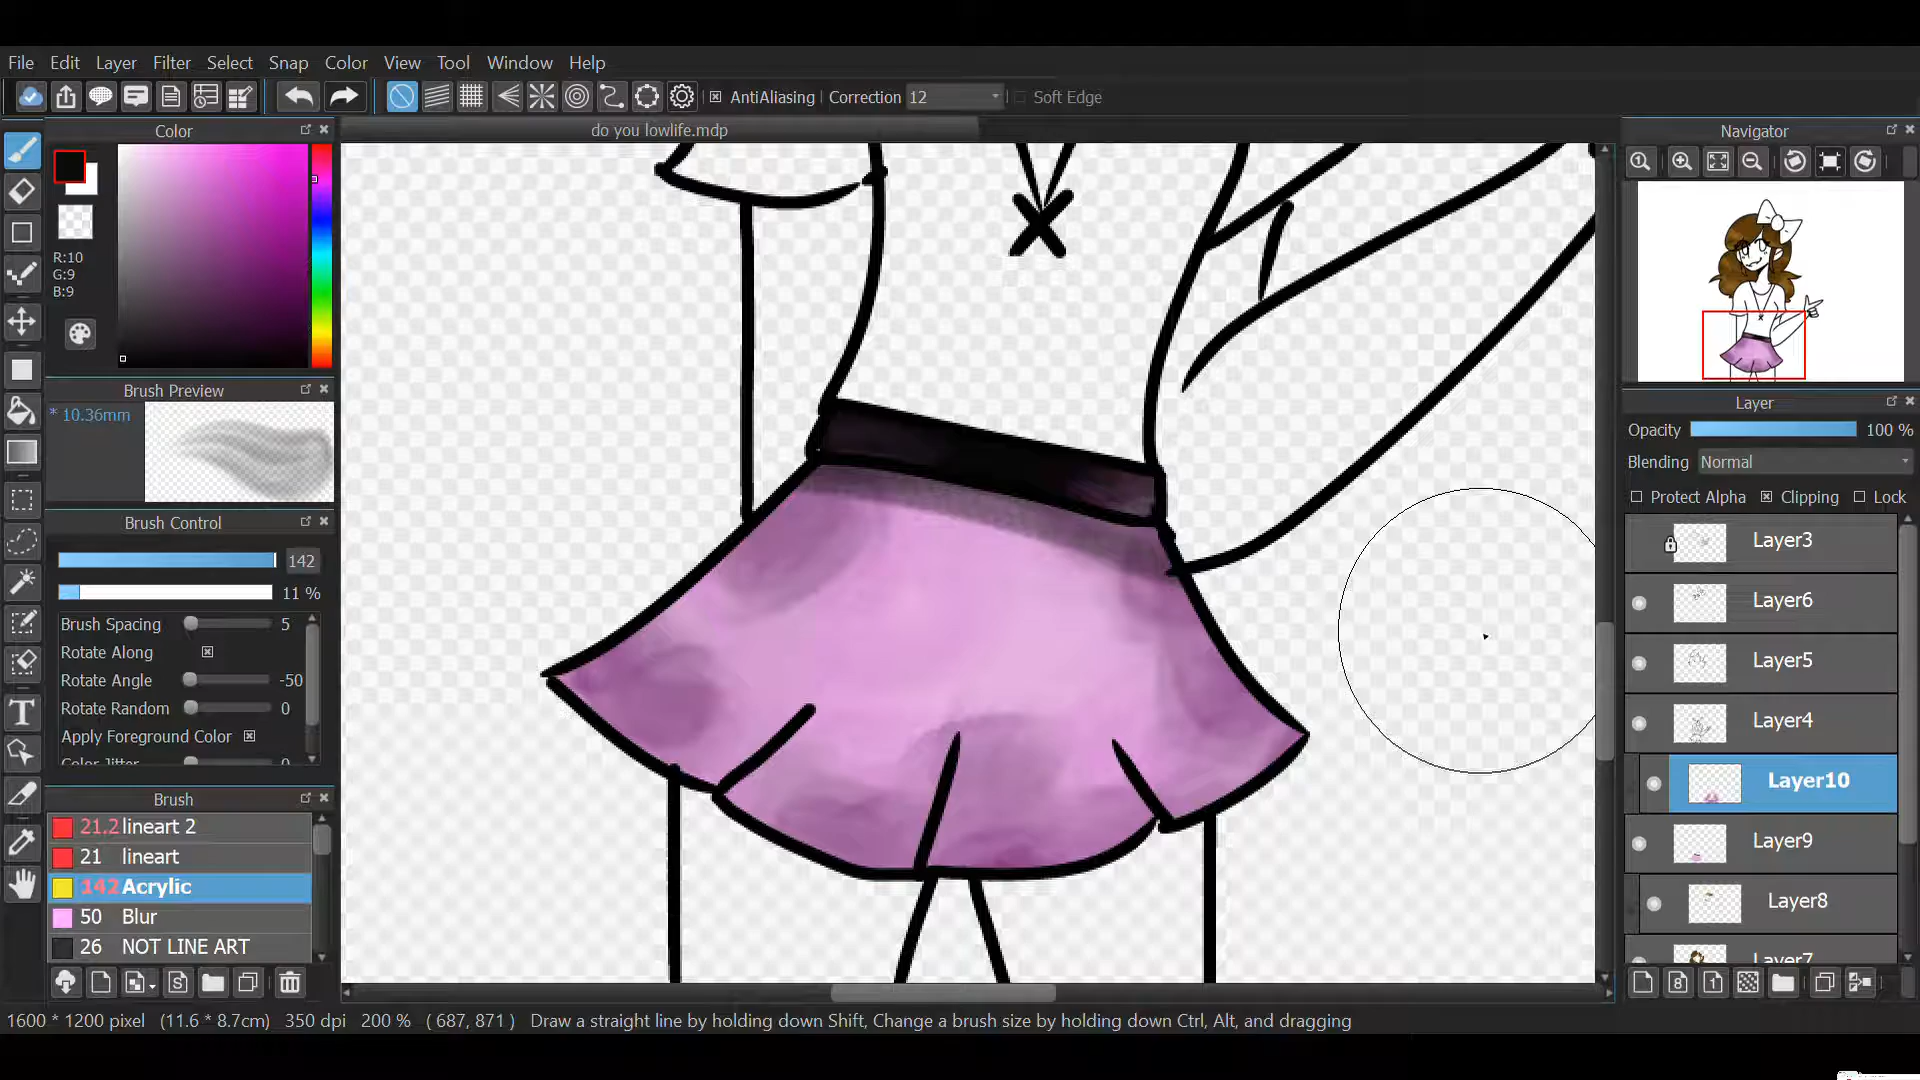 File Edit Layer Filter Select Snap Color View Tool Window Help
AntiAliasing Correction 12 Soft Edge
Color
do you lowlife.mdp
Navigator
R:10
G:9
B:9
Brush Preview
* 10.36mm
Layer
Opacity 100 %
Blending Normal
Protect Alpha Clipping Lock
Brush Control
142
11 %
Brush Spacing 5
Rotate Along
Rotate Angle -50
Rotate Random 0
Apply Foreground Color
Color Jitter 0
Layer3
Layer6
Layer5
Layer4
Layer10
Layer9
Layer8
Layer7
Brush
21.2 lineart 2
21 lineart
142 Acrylic
50 Blur
26 NOT LINE ART
1600 * 1200 pixel (11.6 * 8.7cm) 350 dpi 200 % ( 687, 871 ) Draw a straight line by holding down Shift, Change a brush size by holding down Ctrl, Alt, and dragging